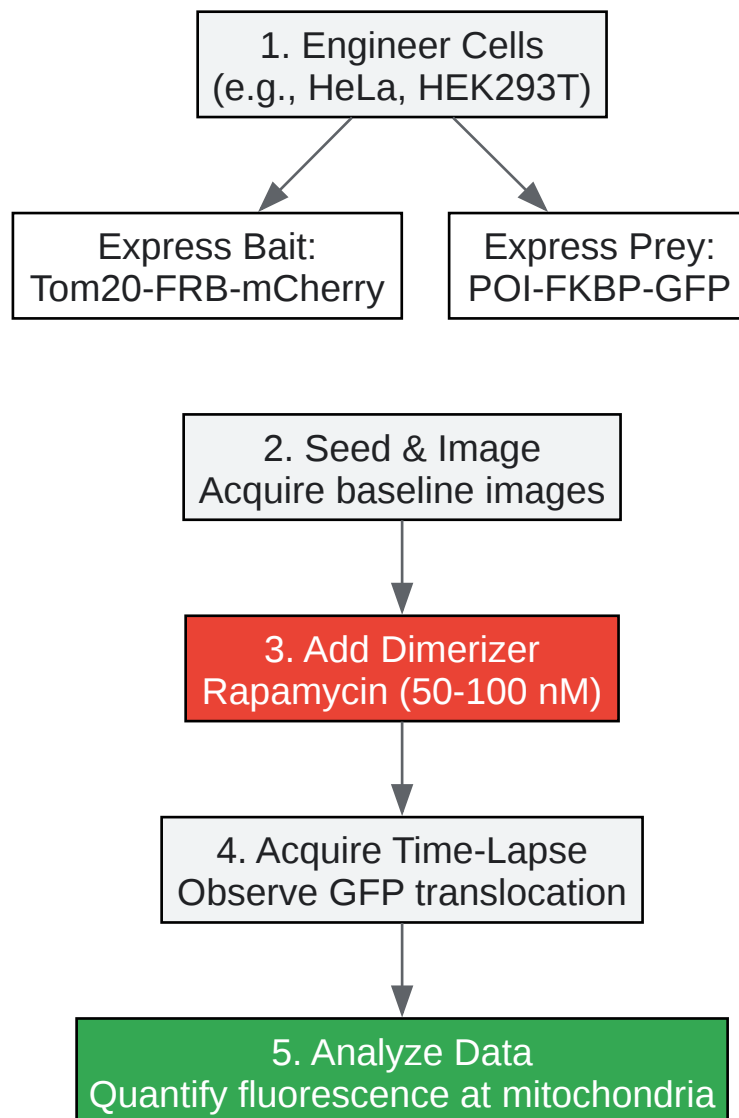 1. Engineer Cells
(e.g., HeLa, HEK293T)
Express Bait:
Tom20-FRB-mCherry
Express Prey:
POI-FKBP-GFP
2. Seed & Image
Acquire baseline images
3. Add Dimerizer
Rapamycin (50-100 nM)
4. Acquire Time-Lapse
Observe GFP translocation
5. Analyze Data
Quantify fluorescence at mitochondria